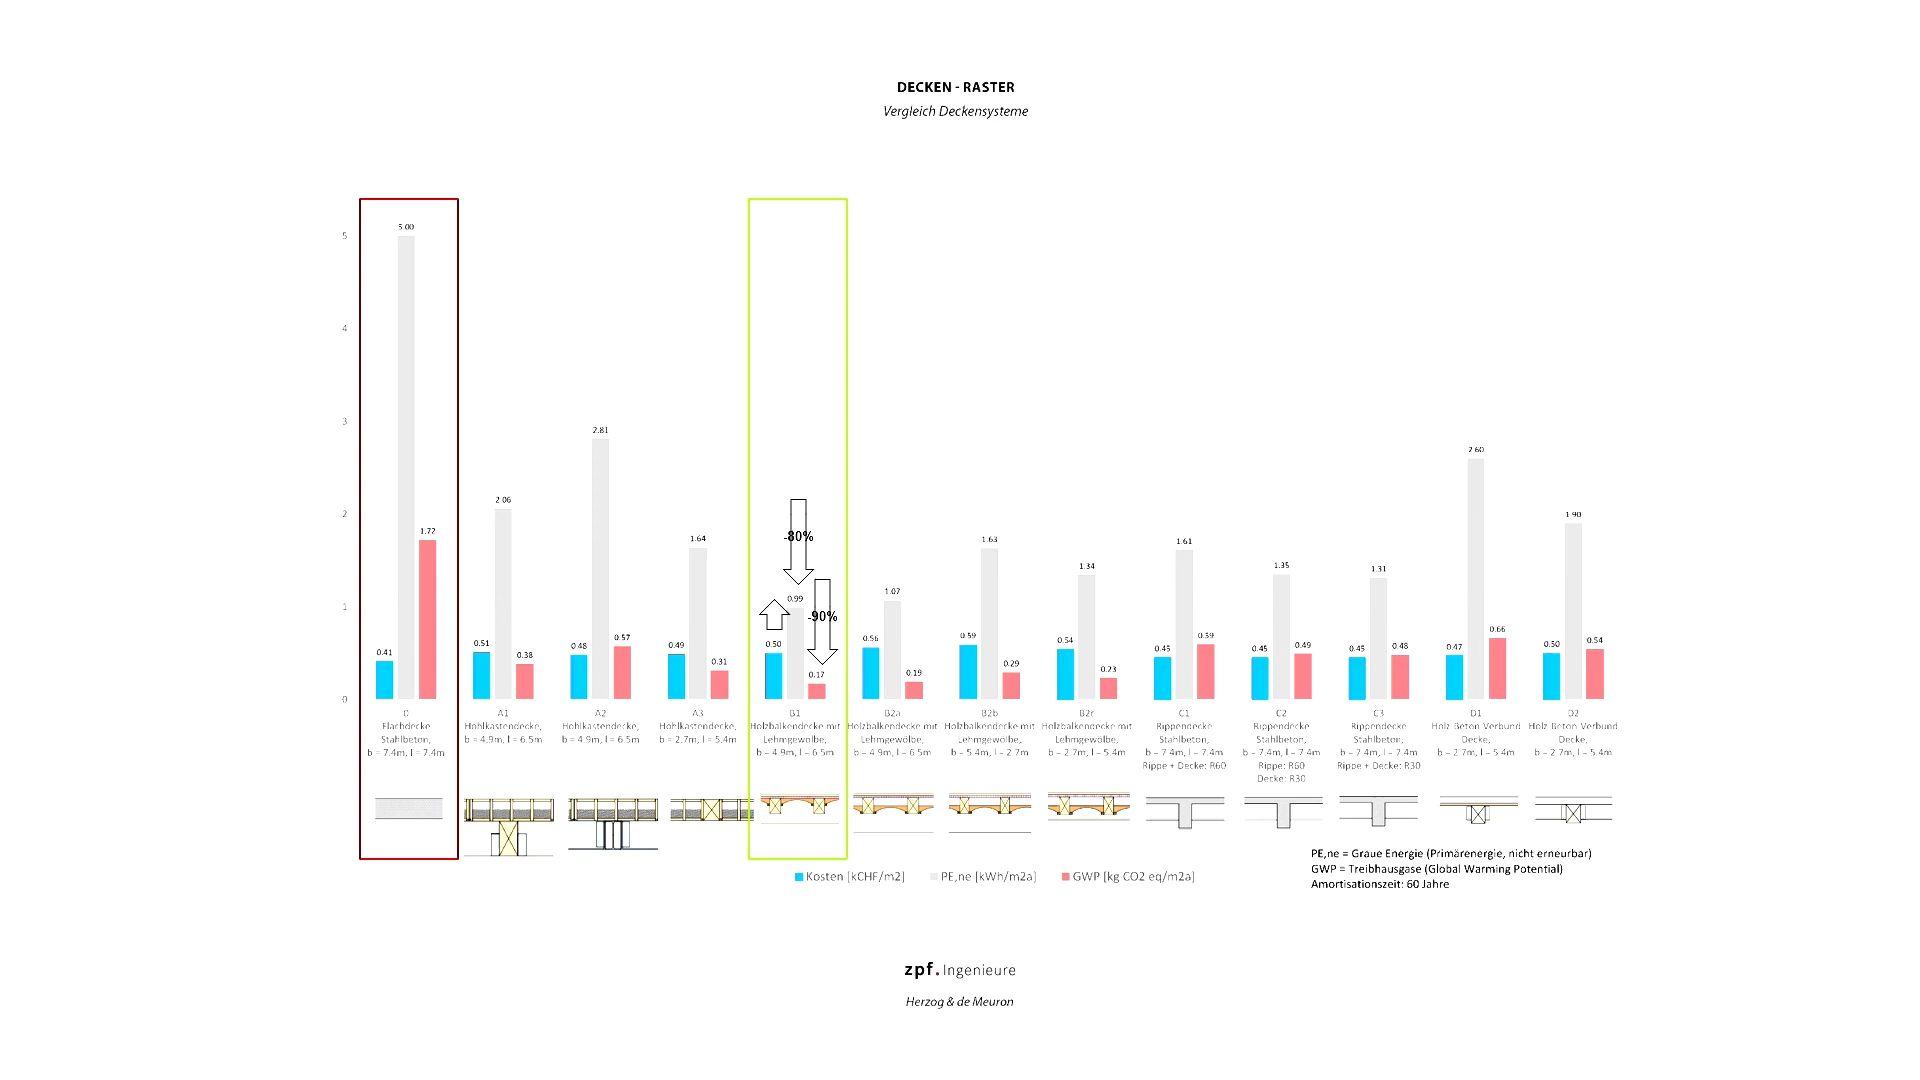 DECKEN - RASTER
Vergleich Deckensysteme
5
4
3
2
1
0
5.00
1.72
0.41
2.06
0.51
0.38
2.81
0.48
0.57
1.64
0.49
0.31
-80%
-90%
0.99
0.50
0.17
1.07
0.56
0.19
1.63
0.59
0.29
1.34
0.54
0.23
1.61
0.45
0.59
1.35
0.45
0.49
1.31
0.45
0.48
2.60
0.47
0.66
1.90
0.50
0.54
0
Flachdecke
Stahlbeton,
b = 7.4m, l = 7.4m
A1
Hohlkastendecke,
b = 4.9m, l = 6.5m
A2
Hohlkastendecke,
b = 4.9m, l = 6.5m
A3
Hohlkastendecke,
b = 2.7m, l = 5.4m
B1
Holzbalkendecke mit
Lehmgewölbe,
b = 4.9m, l = 6.5m
B2a
Holzbalkendecke mit
Lehmgewölbe,
b = 4.9m, l = 6.5m
B2b
Holzbalkendecke mit
Lehmgewölbe,
b = 5.4m, l = 2.7m
B2c
Holzbalkendecke mit
Lehmgewölbe,
b = 2.7m, l = 5.4m
C1
Rippendecke
Stahlbeton,
b = 7.4m, l = 7.4m
Rippe + Decke: R60
C2
Rippendecke
Stahlbeton,
b = 7.4m, l = 7.4m
Rippe: R60
Decke: R30
C3
Rippendecke
Stahlbeton,
b = 7.4m, l = 7.4m
Rippe + Decke: R30
D1
Holz Beton Verbund
Decke,
b = 2.7m, l = 5.4m
D2
Holz Beton Verbund
Decke,
b = 2.7m, l = 5.4m
Kosten [kCHF/m2]
PE,ne [kWh/m2a]
GWP [kg CO2 eq/m2a]
PE,ne = Graue Energie (Primärenergie, nicht erneurbar)
GWP = Treibhausgase (Global Warming Potential)
Amortisationszeit: 60 Jahre
zpf.Ingenieure
Herzog & de Meuron